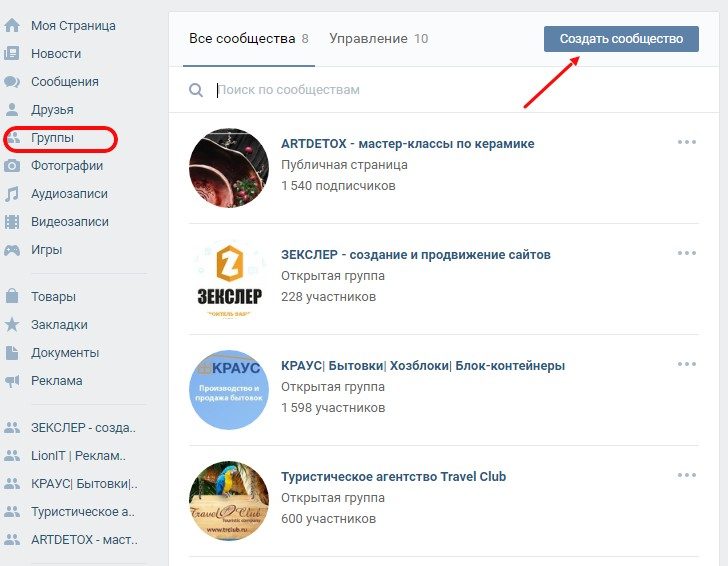 Моя Страница
Новости
Сообщения
Друзья
Группы
Фотографии
Аудиозаписи
Видеозаписи
Игры
Товары
Закладки
Документы
Реклама
ЗЕКСЛЕР - созда..
LionIT | Реклам..
КРАУС| Бытовки|..
Туристическое а..
ARTDETOX - маст..
Все сообщества 8 Управление 10 Создать сообщество
Поиск по сообществам
ARTDETOX - мастер-классы по керамике
Публичная страница
1 540 подписчиков
ЗЕКСЛЕР
ЗЕКСЛЕР - создание и продвижение сайтов
Открытая группа
228 участников
КРАУС
Производство и
продажа бытовок
КРАУС| Бытовки| Хозблоки| Блок-контейнеры
Открытая группа
1 598 участников
Travel Club
www.trclub.ru
Туристическое агентство Travel Club
Открытая группа
600 участников